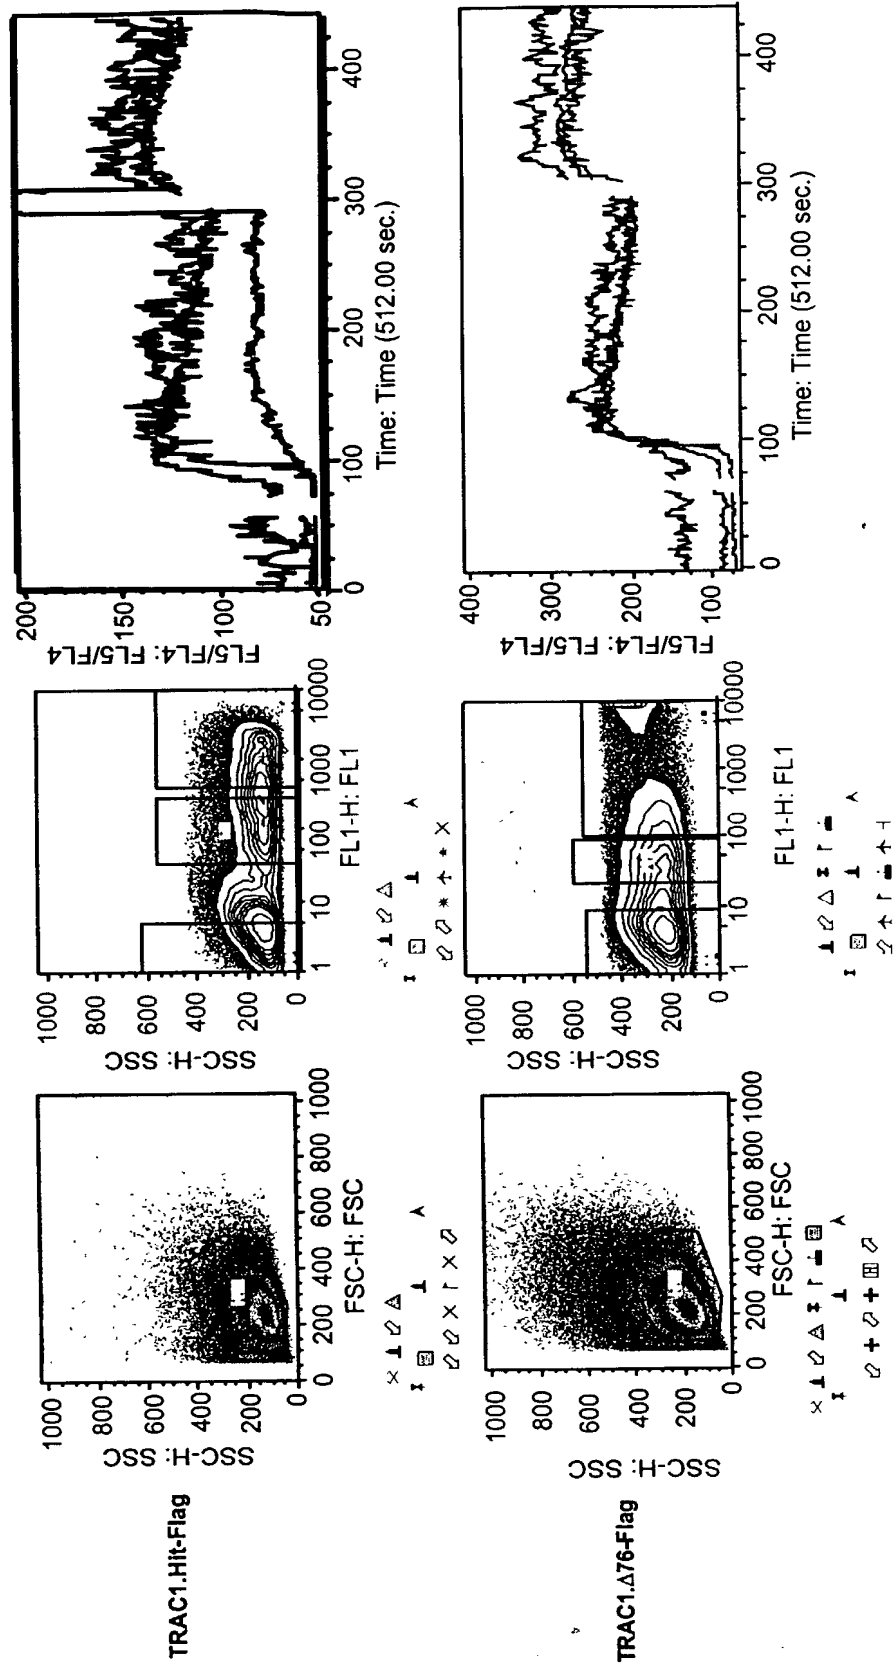 TRAC1.Hit-Flag
SSC-H: SSC
1000
800
600
400
200
0
0 200 400 600 800 1000
FSC-H: FSC
SSC-H: SSC
1000
800
600
400
200
0
1 10 100 1000 10000
FL1-H: FL1
FL5/FL4: FL5/FL4
200
150
100
50
0 100 200 300 400
Time: Time (512.00 sec.)
TRAC1.Δ76-Flag
SSC-H: SSC
1000
800
600
400
200
0
0 200 400 600 800 1000
FSC-H: FSC
SSC-H: SSC
1000
800
600
400
200
0
1 10 100 1000 10000
FL1-H: FL1
FL5/FL4: FL5/FL4
400
300
200
100
0 100 200 300 400
Time: Time (512.00 sec.)